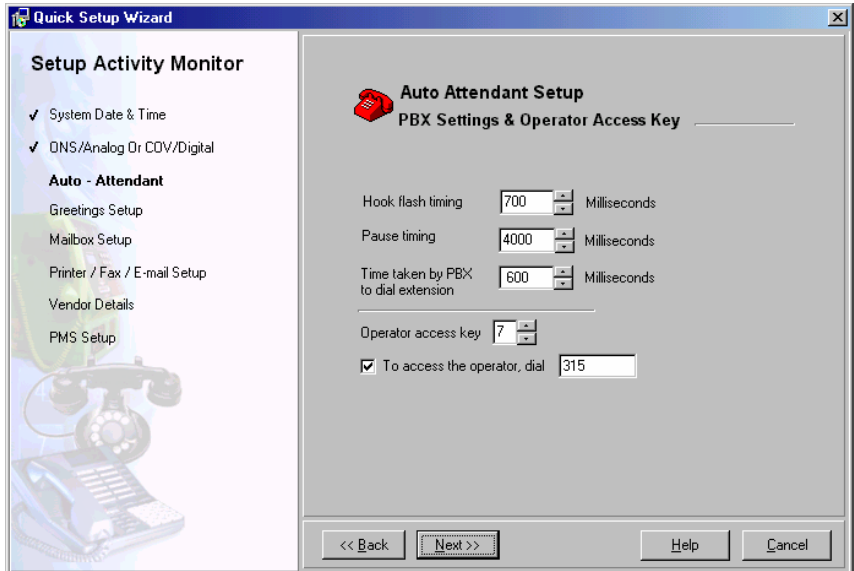 Quick Setup Wizard
Setup Activity Monitor
System Date & Time
ONS/Analog Or COV/Digital
Auto - Attendant
Greetings Setup
Mailbox Setup
Printer / Fax / E-mail Setup
Vendor Details
PMS Setup
Auto Attendant Setup
PBX Settings & Operator Access Key
Hook flash timing 700 Milliseconds
Pause timing 4000 Milliseconds
Time taken by PBX
to dial extension 600 Milliseconds
Operator access key 7
To access the operator, dial 315
<< Back Next >> Help Cancel